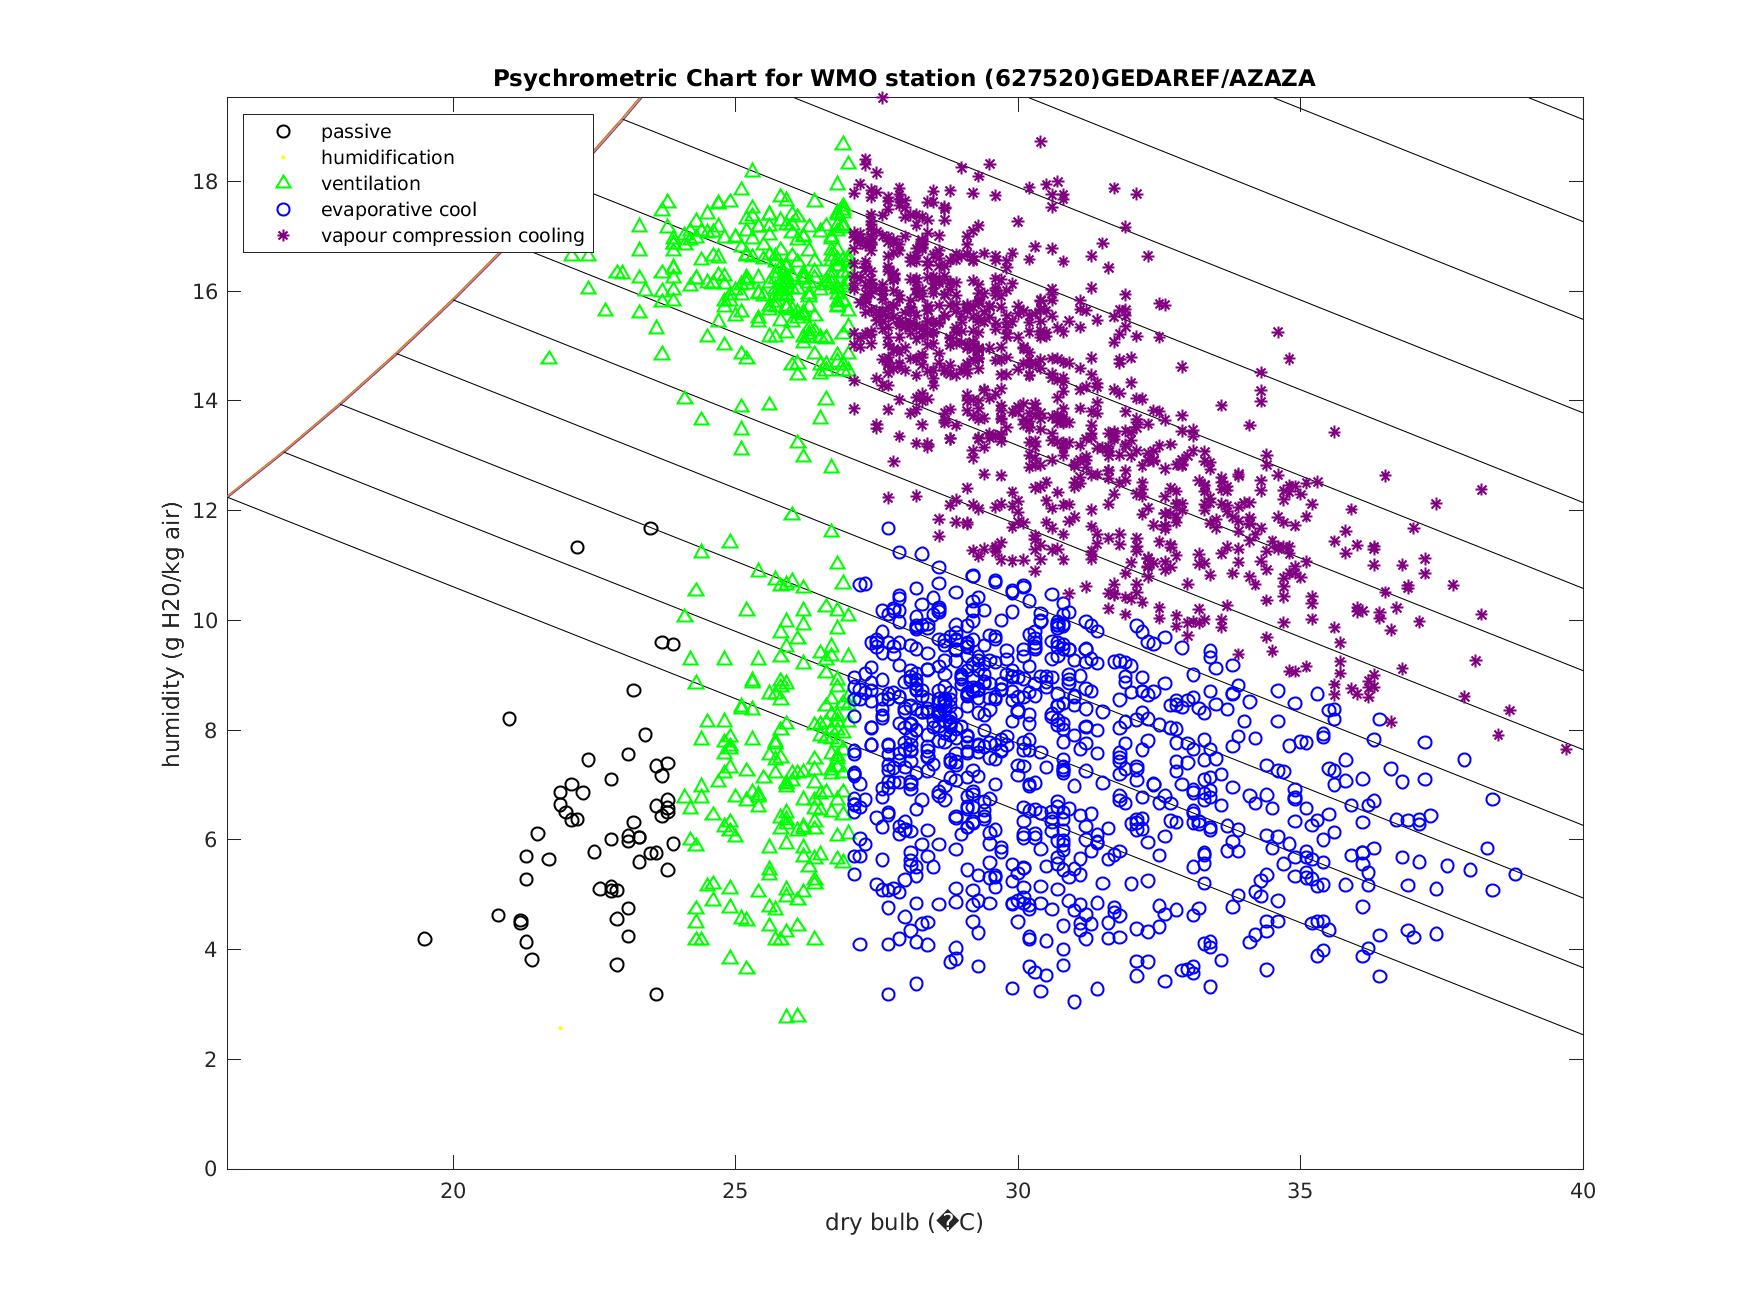 Psychrometric Chart for WMO station (627520)GEDAREF/AZAZA
passive
humidification
ventilation
evaporative cool
vapour compression cooling
humidity (g H20/kg air)
18
16
14
12
10
8
6
4
2
0
20
25
30
35
40
dry bulb (�C)